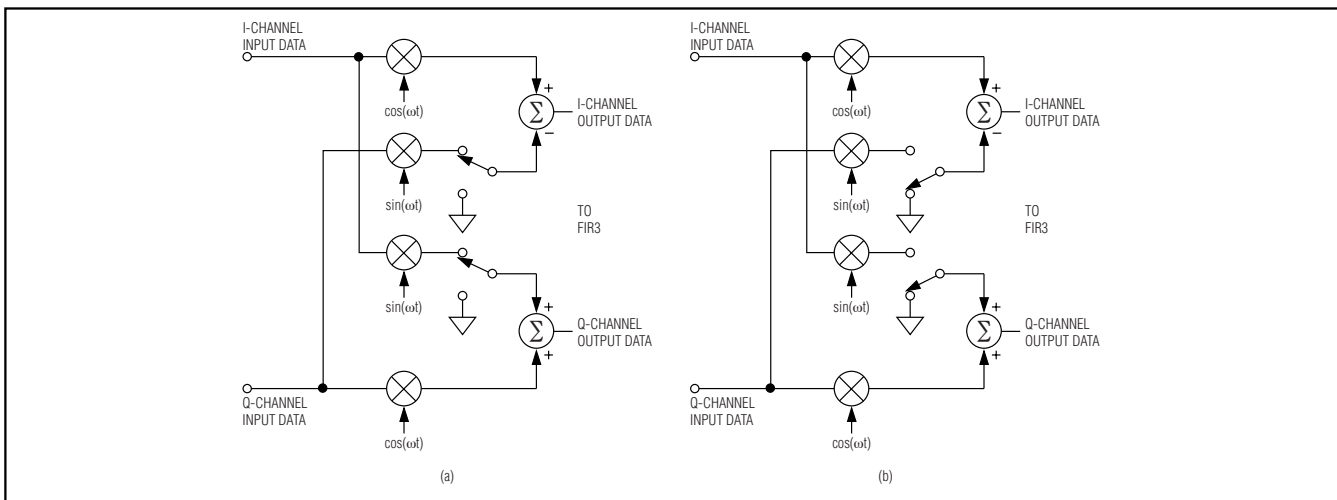 I-CHANNEL
INPUT DATA
cos(ωt)
+
Σ
−
I-CHANNEL
OUTPUT DATA
sin(ωt)
TO
FIR3
sin(ωt)
+
Σ
+
Q-CHANNEL
OUTPUT DATA
Q-CHANNEL
INPUT DATA
cos(ωt)
(a)
I-CHANNEL
INPUT DATA
cos(ωt)
+
Σ
−
I-CHANNEL
OUTPUT DATA
sin(ωt)
TO
FIR3
sin(ωt)
+
Σ
+
Q-CHANNEL
OUTPUT DATA
Q-CHANNEL
INPUT DATA
cos(ωt)
(b)